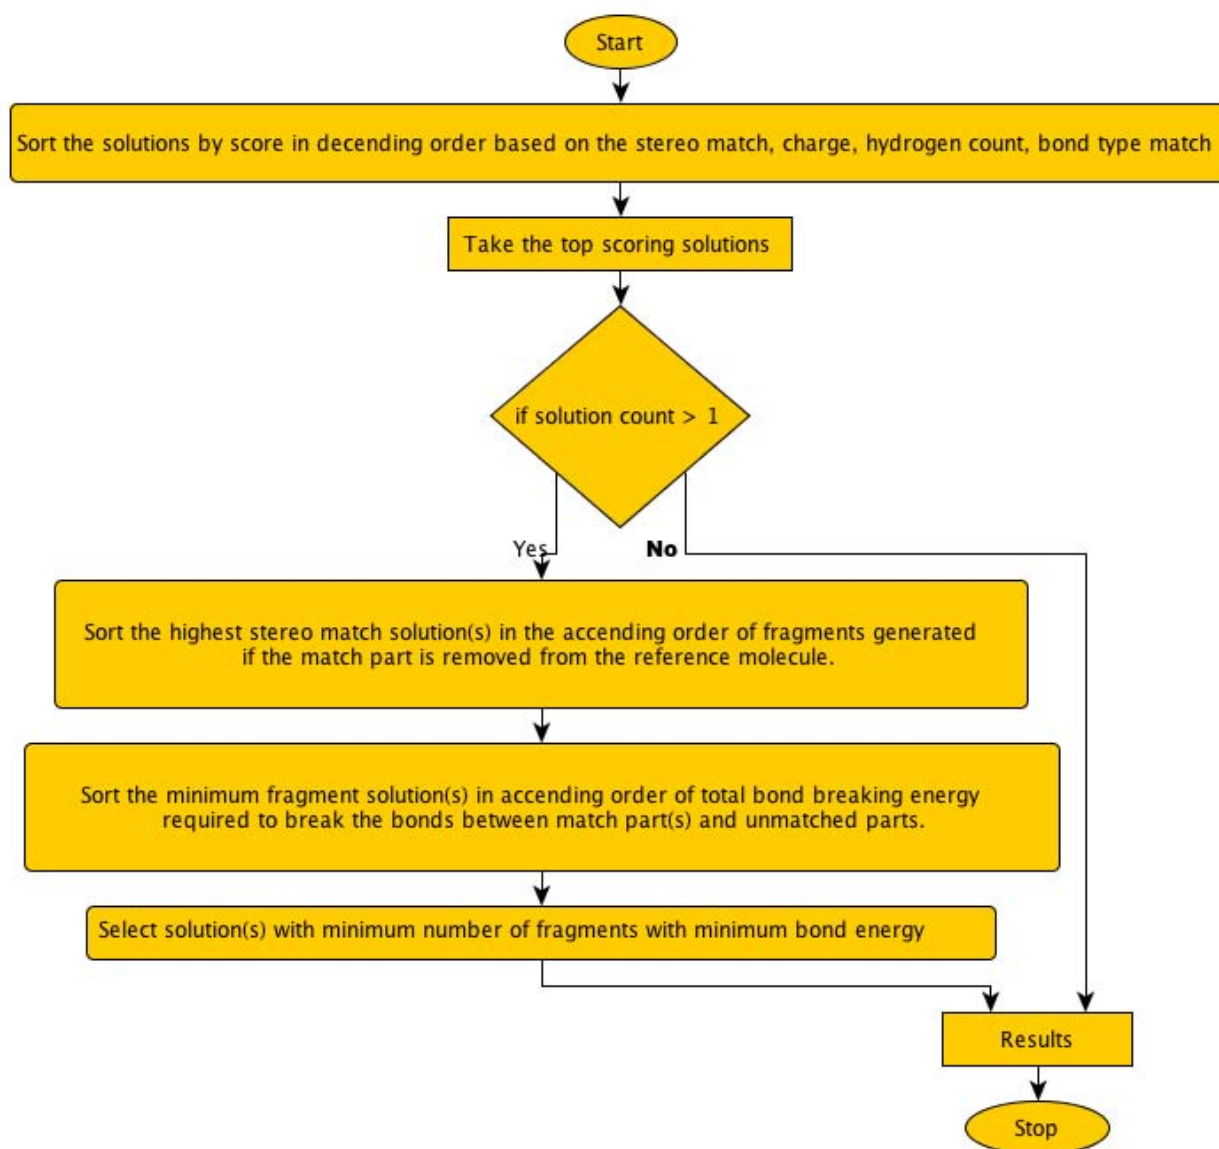 Start
Sort the solutions by score in decending order based on the stereo match, charge, hydrogen count, bond type match
Take the top scoring solutions
if solution count > 1
Yes
No
Sort the highest stereo match solution(s) in the accending order of fragments generated
if the match part is removed from the reference molecule.
Sort the minimum fragment solution(s) in accending order of total bond breaking energy
required to break the bonds between match part(s) and unmatched parts.
Select solution(s) with minimum number of fragments with minimum bond energy
Results
Stop